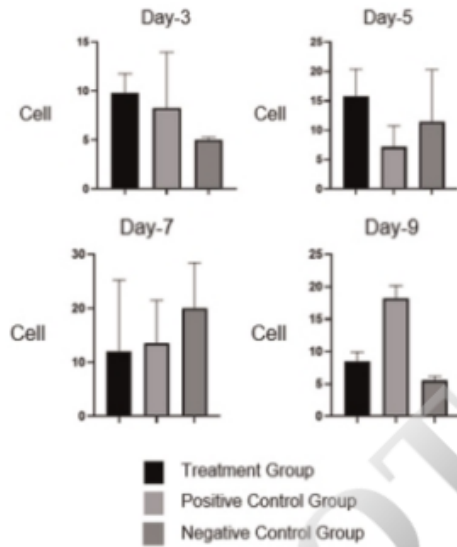 Day-3
Day-5
15
10
5
0
Cell
25
20
15
10
5
0
Cell
Day-7
Day-9
30
20
10
0
Cell
25
20
15
10
5
0
Cell
Treatment Group
Positive Control Group
Negative Control Group